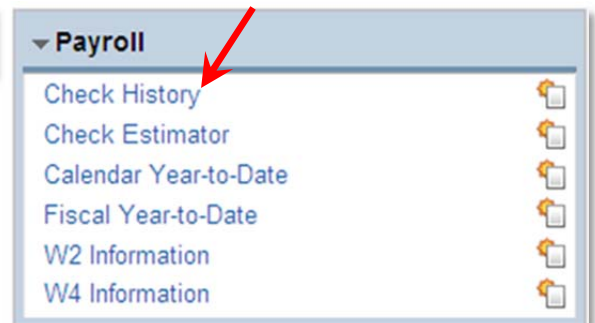 Payroll
Check History
Check Estimator
Calendar Year-to-Date
Fiscal Year-to-Date
W2 Information
W4 Information